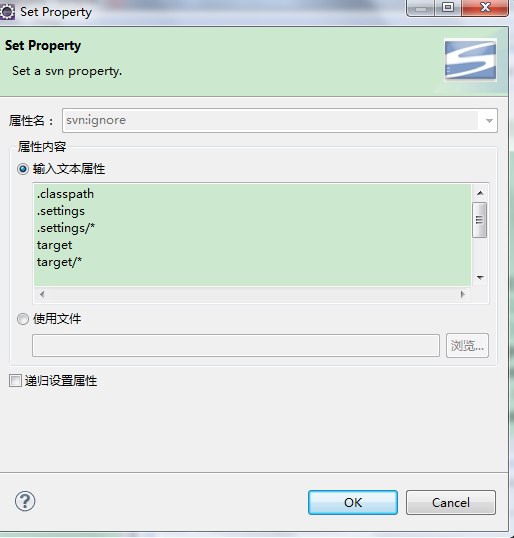 Set Property
Set Property
Set a svn property.
属性名：
svn:ignore
属性内容
输入文本属性
.classpath
.settings
.settings/*
target
target/*
使用文件
浏览...
递归设置属性
?
OK
Cancel